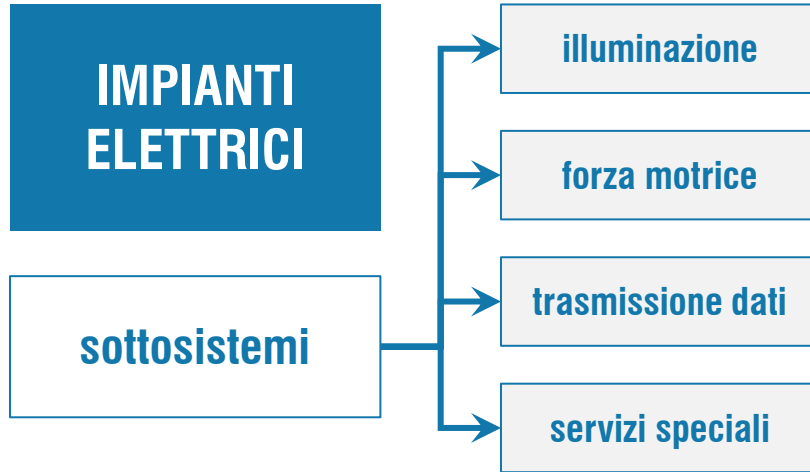 IMPIANTI
ELETTRICI
sottosistemi
illuminazione
forza motrice
trasmissione dati
servizi speciali